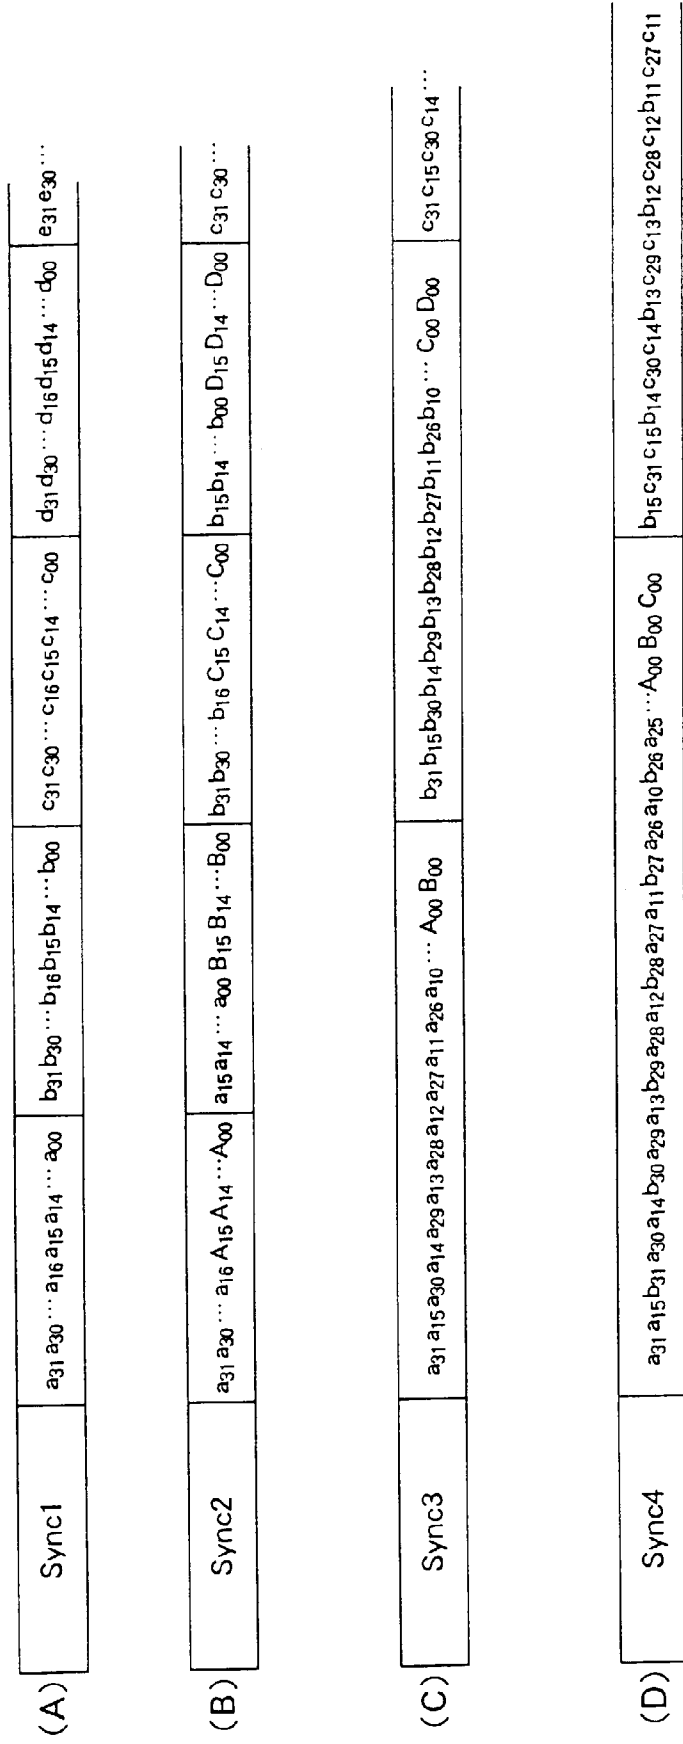 (A) Sync1 a31 a30 ··· a16 a15 a14 ··· a00 b31 b30 ··· b16 b15 b14 ··· b00 c31 c30 ··· c16 c15 c14 ··· c00 d31 d30 ··· d16 d15 d14 ··· d00 e31 e30 ···
(B) Sync2 a31 a30 ··· a16 A15 A14 ··· A00 a15 a14 ··· a00 B15 B14 ··· B00 b31 b30 ··· b16 C15 C14 ··· C00 b15 b14 ··· b00 D15 D14 ··· D00 c31 c30 ···
(C) Sync3 a31 a15 a30 a14 a29 a13 a28 a12 a27 a11 a26 a10 ··· A00 B00 b31 b15 b30 b14 b29 b13 b28 b12 b27 b11 b26 b10 ··· C00 D00 c31 c15 c30 c14 ···
(D) Sync4 a31 a15 b31 a30 a14 b30 a29 a13 b29 a28 a12 b28 a27 a11 b27 a26 a10 b26 a25 ··· A00 B00 C00 b15 c31 c15 b14 c30 c14 b13 c29 c13 b12 c28 c12 b11 c27 c11